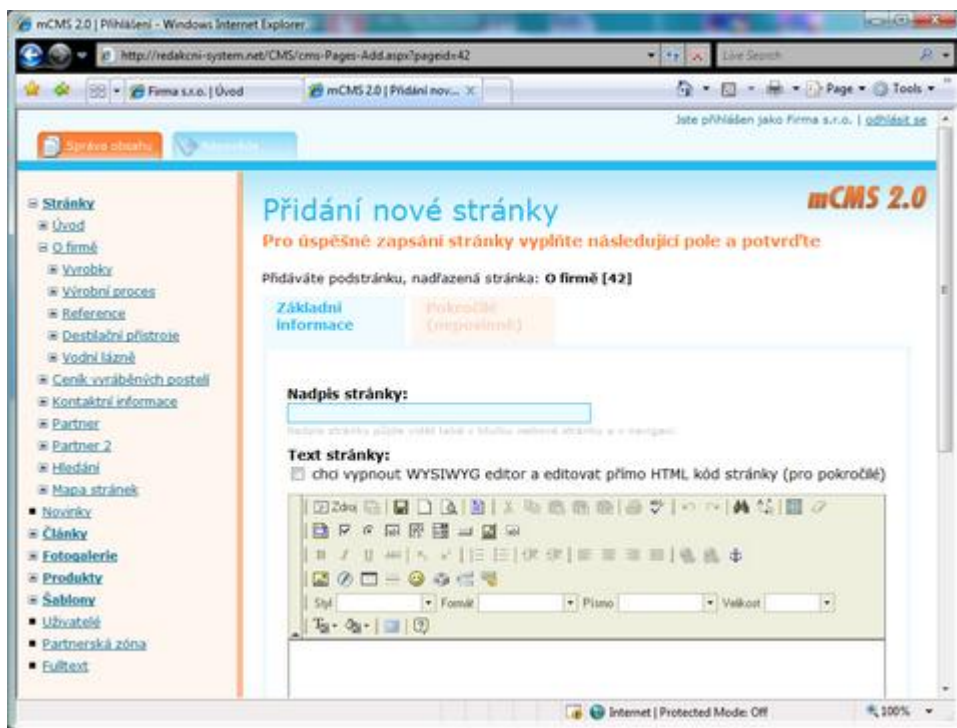 mCMS 2.0 | Přihlášení - Windows Internet Explorer
http://redakcni-system.net/CMS/cms-Pages-Add.aspx?pageid=42
Live Search
Firma s.r.o. | Úvod
mCMS 2.0 | Přidání nov...
Page
Tools
Jste přihlášen jako Firma s.r.o. | odhlásit se
Správa obsahu
Nápověda
mCMS 2.0
Stránky
Úvod
O firmě
Vyrobky
Výrobní proces
Reference
Destilační přístroje
Vodní lázně
Ceník vyráběných postelí
Kontaktní informace
Partner
Partner 2
Hledání
Mapa stránek
Novinky
Články
Fotogalerie
Produkty
Šablony
Uživatelé
Partnerská zóna
Fulltext
Přidání nové stránky
Pro úspěšné zapsání stránky vyplňte následující pole a potvrďte
Přidáváte podstránku, nadřazená stránka: O firmě [42]
Základní
informace
Pokročilé
(nepovinné)
Nadpis stránky:
Text stránky:
chci vypnout WYSIWYG editor a editovat přímo HTML kód stránky (pro pokročilé)
Zdroj
Styl
Formát
Písmo
Velikost
Internet | Protected Mode: Off
100%